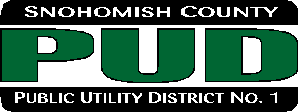 SNOHOMISH COUNTY
PUD
PUBLIC UTILITY DISTRICT NO. 1